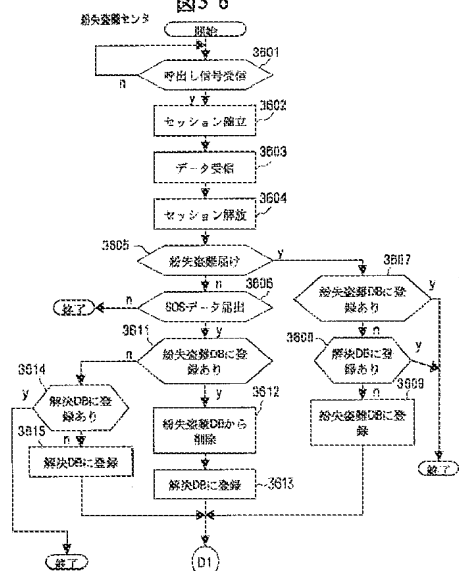 図36
紛失盗難センタ
開始
3601
呼出し信号受信
n
y
3602
セッション確立
3603
データ受信
3604
セッション解放
3605
紛失盗難届け
y
n
3606
SOSデータ届出
n
終了
y
3607
紛失盗難DBに登
録あり
y
n
3608
解決DBに登
録あり
y
n
3609
紛失盗難DBに登
録
終了
3611
紛失盗難DBに登
録あり
n
y
3612
紛失盗難DBから
削除
3613
解決DBに登録
3614
解決DBに登
録あり
y
n
3615
解決DBに登録
終了
D1